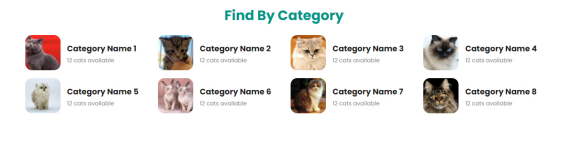 Find By Category
Category Name 1
12 cats available
Category Name 2
12 cats available
Category Name 3
12 cats available
Category Name 4
12 cats available
Category Name 5
12 cats available
Category Name 6
12 cats available
Category Name 7
12 cats available
Category Name 8
12 cats available